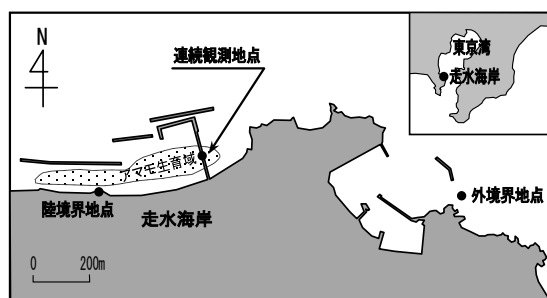 N
連続観測地点
東京湾
走水海岸
アマモ生育域
陸境界地点
走水海岸
外境界地点
0 200m